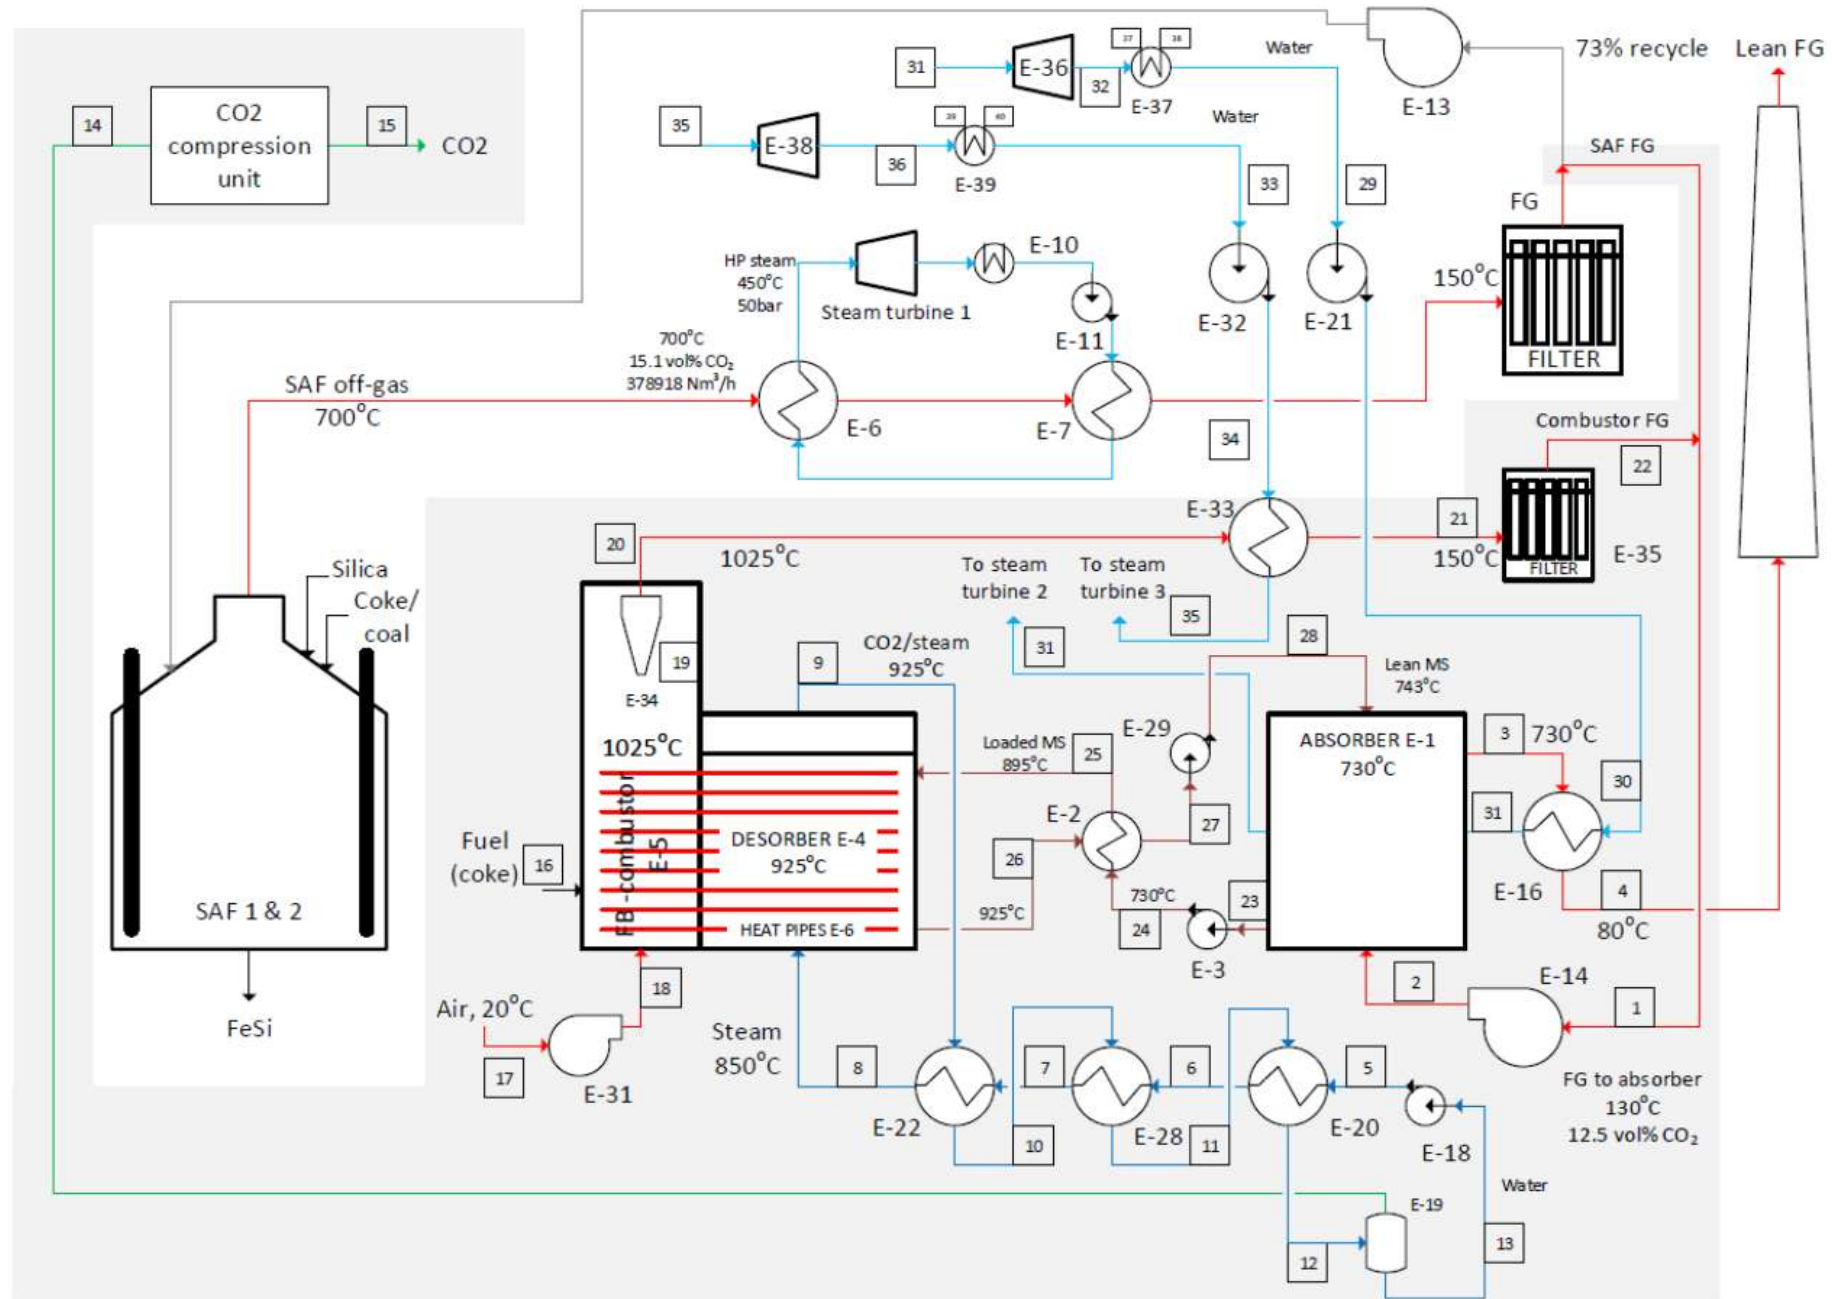 14
CO2
compression
unit
15
CO2
31
E-36
32
37
38
E-37
Water
E-13
73% recycle
Lean FG
35
E-38
36
39
40
E-39
Water
33
29
SAF FG
FG
FILTER
150°C
HP steam
450°C
50bar
Steam turbine 1
E-10
E-11
E-32
E-21
SAF off-gas
700°C
700°C
15.1 vol% CO₂
378918 Nm³/h
E-6
E-7
34
Combustor FG
22
E-33
21
150°C
FILTER
E-35
20
1025°C
To steam
turbine 2
To steam
turbine 3
35
31
Silica
Coke/
coal
SAF 1 & 2
FeSi
19
E-34
1025°C
FB -combustor
E-5
9
CO2/steam
925°C
28
Lean MS
743°C
E-29
Loaded MS
895°C
25
E-2
27
26
925°C
730°C
24
23
E-3
ABSORBER E-1
730°C
3
730°C
30
31
E-16
4
80°C
Fuel
(coke)
16
DESORBER E-4
925°C
HEAT PIPES E-6
Air, 20°C
17
18
E-31
Steam
850°C
8
E-22
7
10
E-28
6
11
E-20
5
E-18
2
E-14
1
FG to absorber
130°C
12.5 vol% CO₂
Water
E-19
12
13